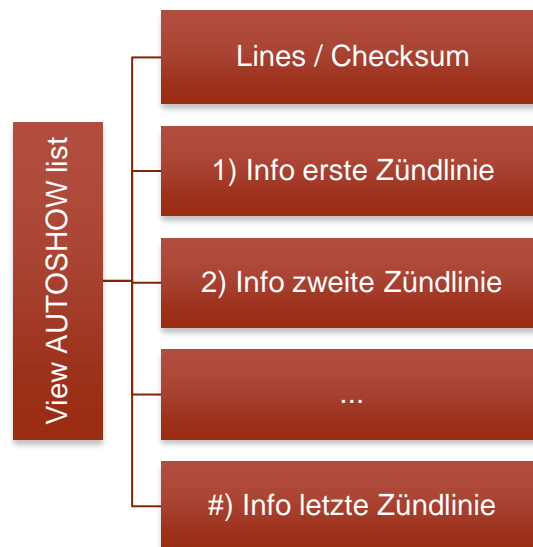 View AUTOSHOW list
Lines / Checksum
1) Info erste Zündlinie
2) Info zweite Zündlinie
...
#) Info letzte Zündlinie